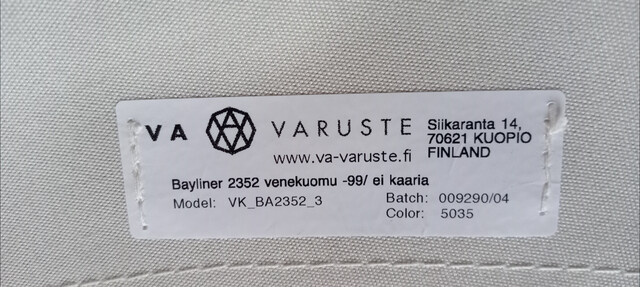 VA VARUSTE
www.va-varuste.fi
Siikaranta 14,
70621 KUOPIO
FINLAND
Bayliner 2352 venekuomu -99/ ei kaaria
Model: VK_BA2352_3
Batch: 009290/04
Color: 5035